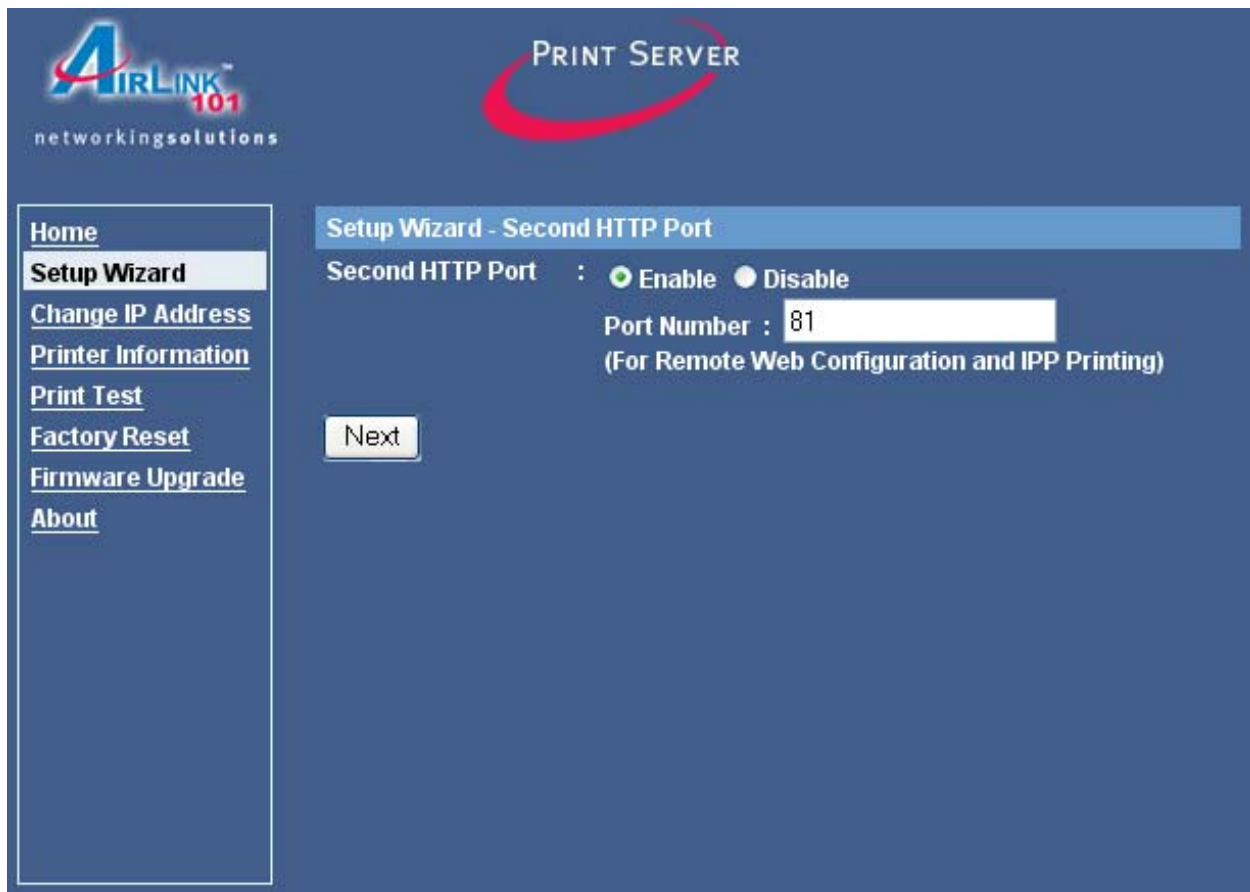 AIRLINK™
101
networkingsolutions
PRINT SERVER
Home
Setup Wizard
Change IP Address
Printer Information
Print Test
Factory Reset
Firmware Upgrade
About
Setup Wizard - Second HTTP Port
Second HTTP Port : Enable Disable
Port Number : 81
(For Remote Web Configuration and IPP Printing)
Next